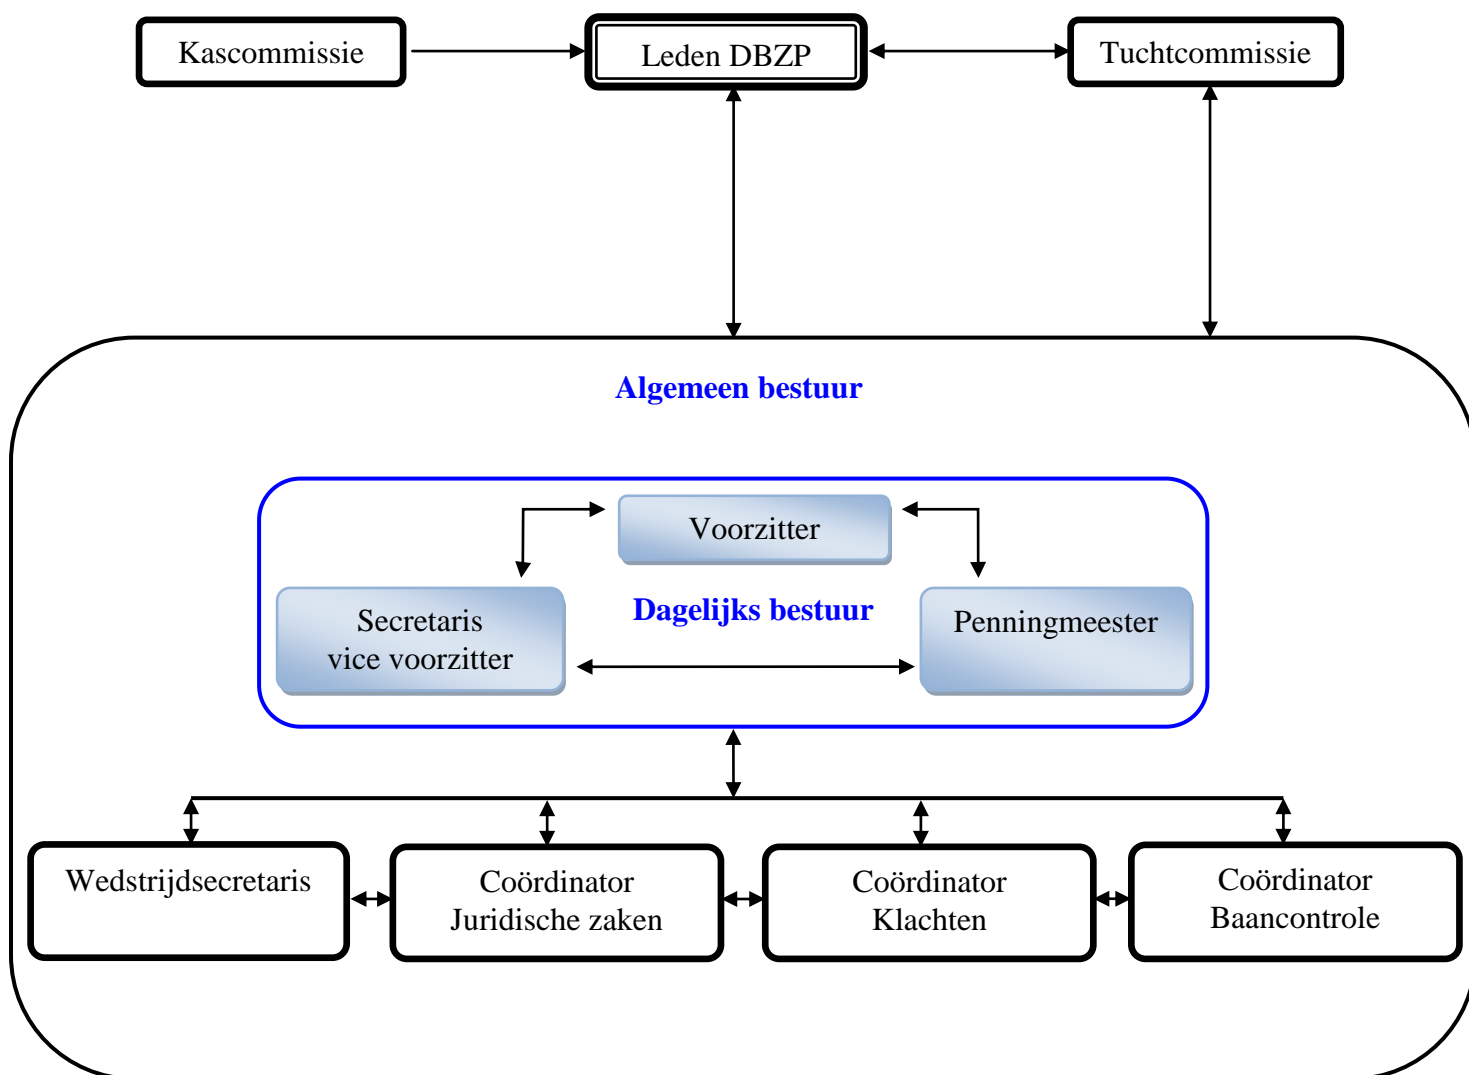 Kascommissie
Leden DBZP
Tuchtcommissie
Algemeen bestuur
Voorzitter
Secretaris
vice voorzitter
Dagelijks bestuur
Penningmeester
Wedstrijdsecretaris
Coördinator
Juridische zaken
Coördinator
Klachten
Coördinator
Baancontrole